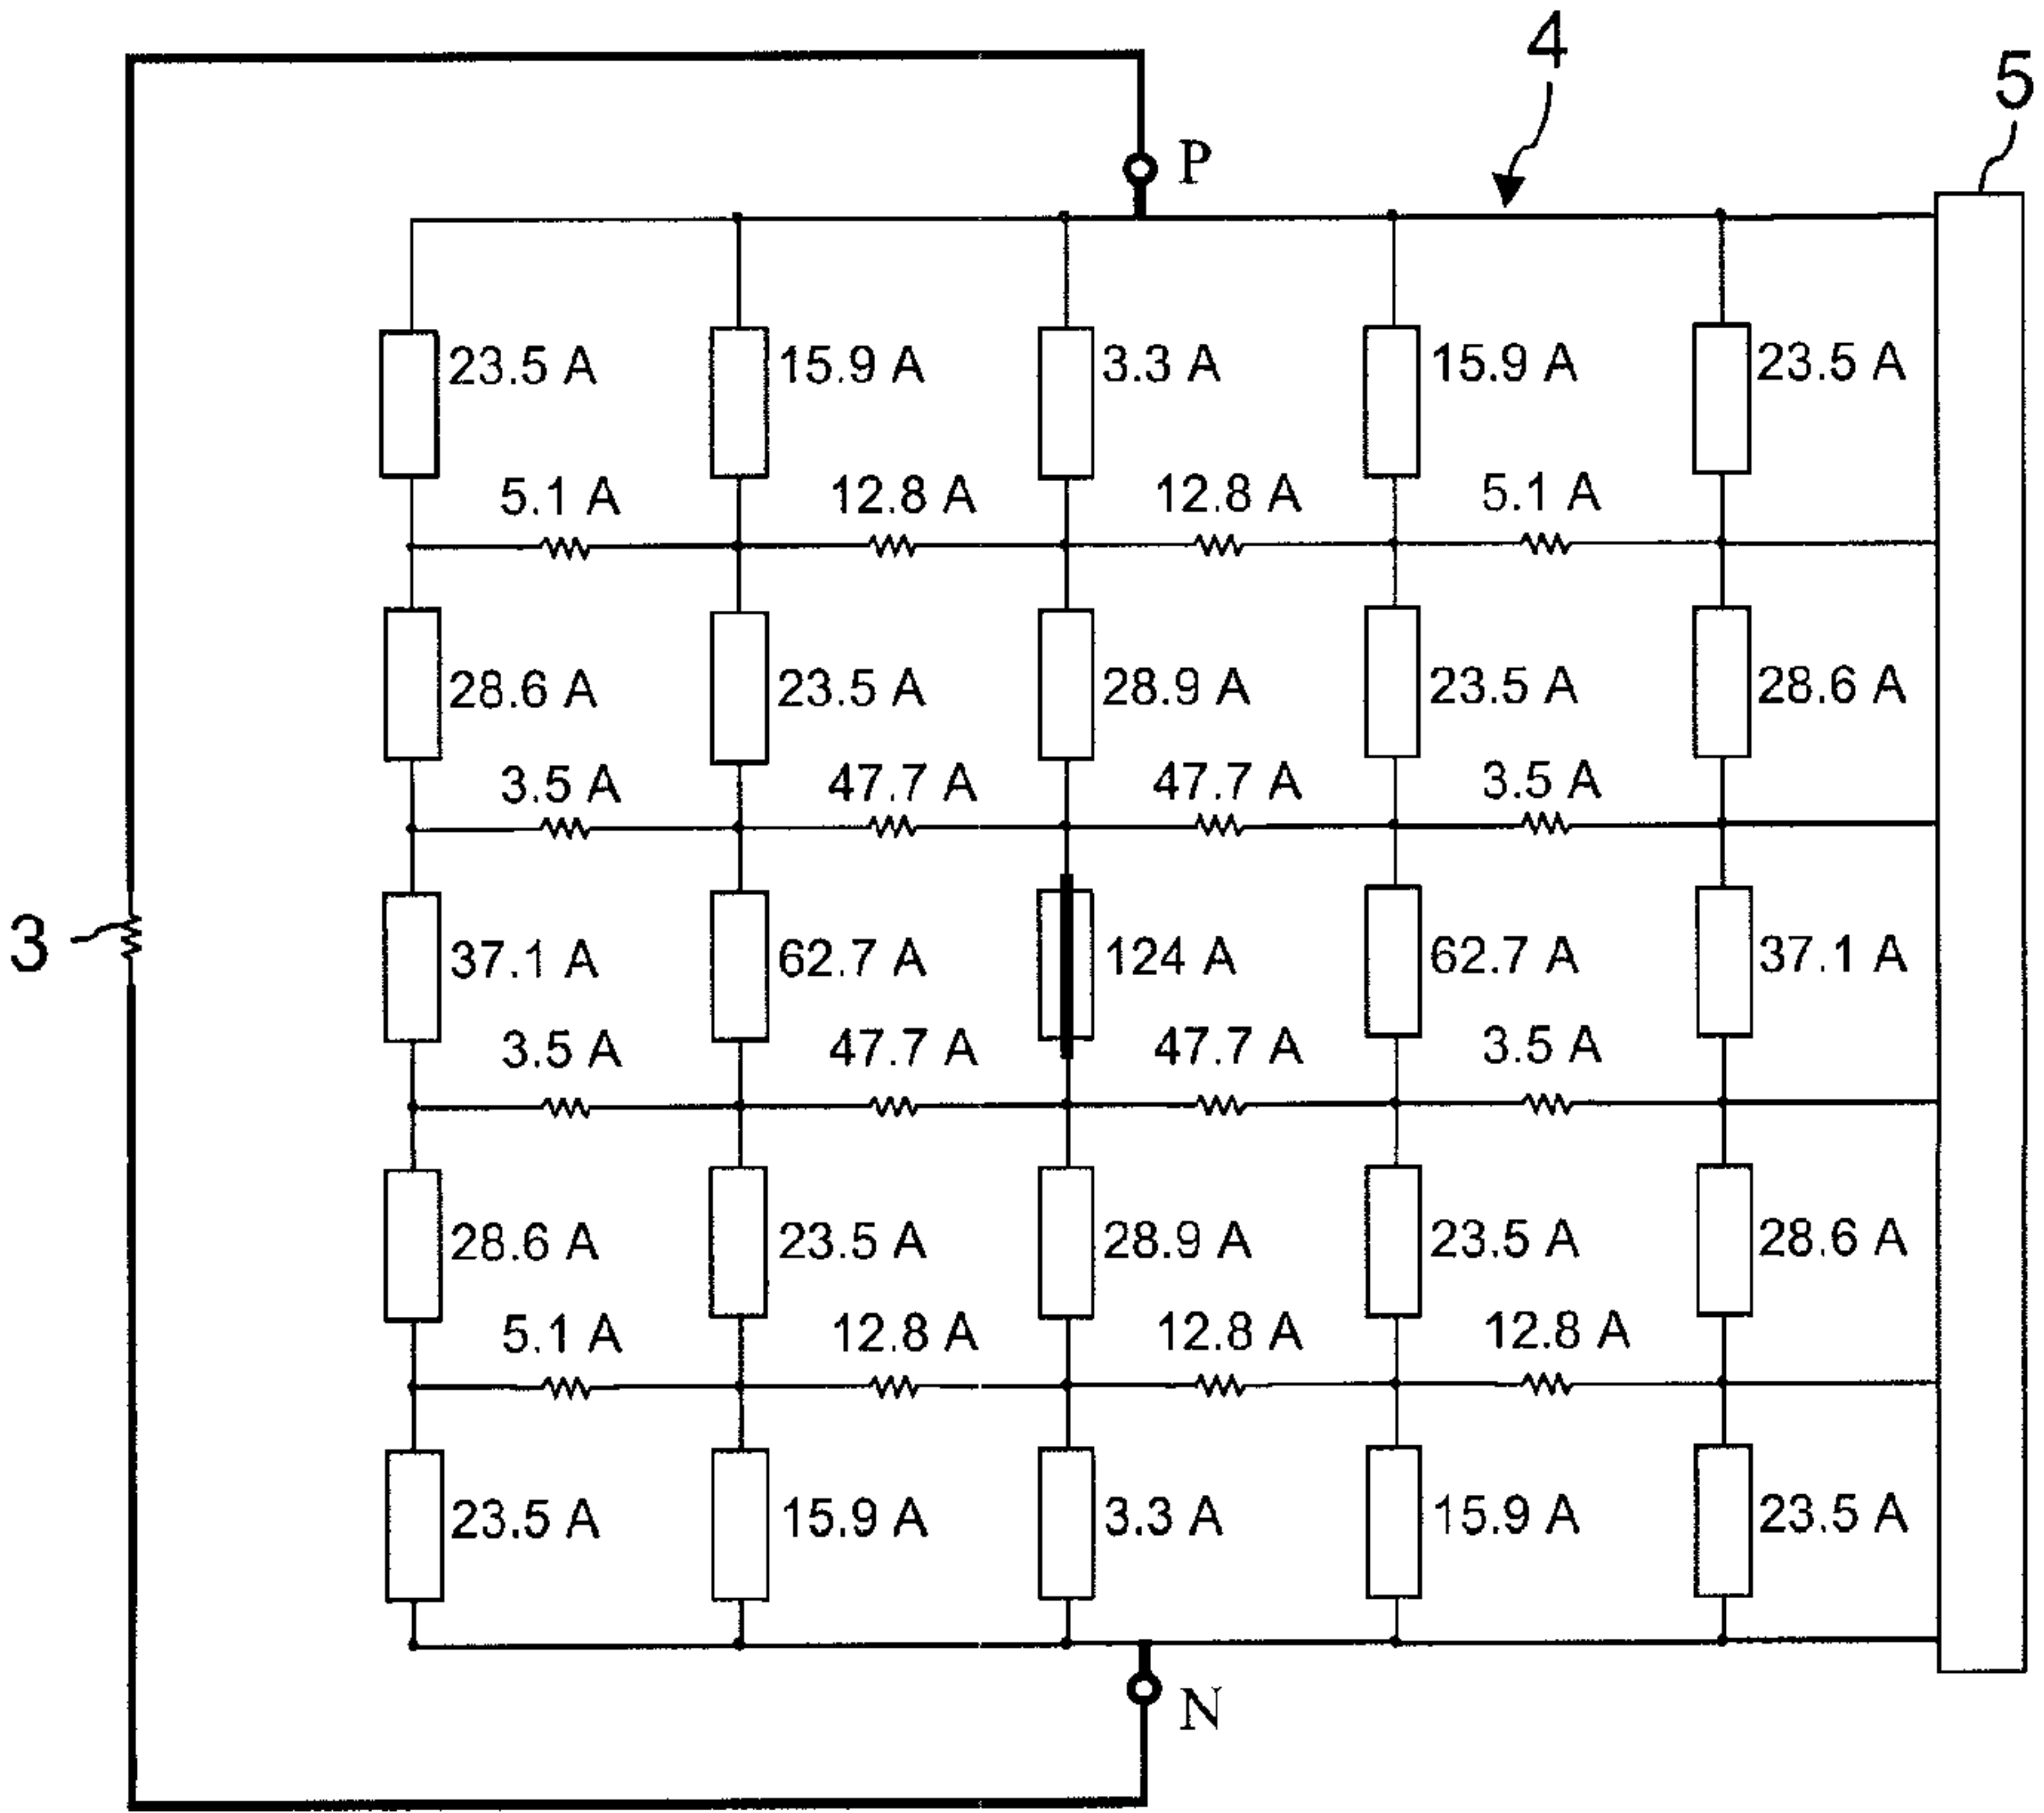 4
5
P
23.5 A 15.9 A 3.3 A 15.9 A 23.5 A
5.1 A 12.8 A 12.8 A 5.1 A
28.6 A 23.5 A 28.9 A 23.5 A 28.6 A
3.5 A 47.7 A 47.7 A 3.5 A
3
37.1 A 62.7 A 124 A 62.7 A 37.1 A
3.5 A 47.7 A 47.7 A 3.5 A
28.6 A 23.5 A 28.9 A 23.5 A 28.6 A
5.1 A 12.8 A 12.8 A 12.8 A
23.5 A 15.9 A 3.3 A 15.9 A 23.5 A
N